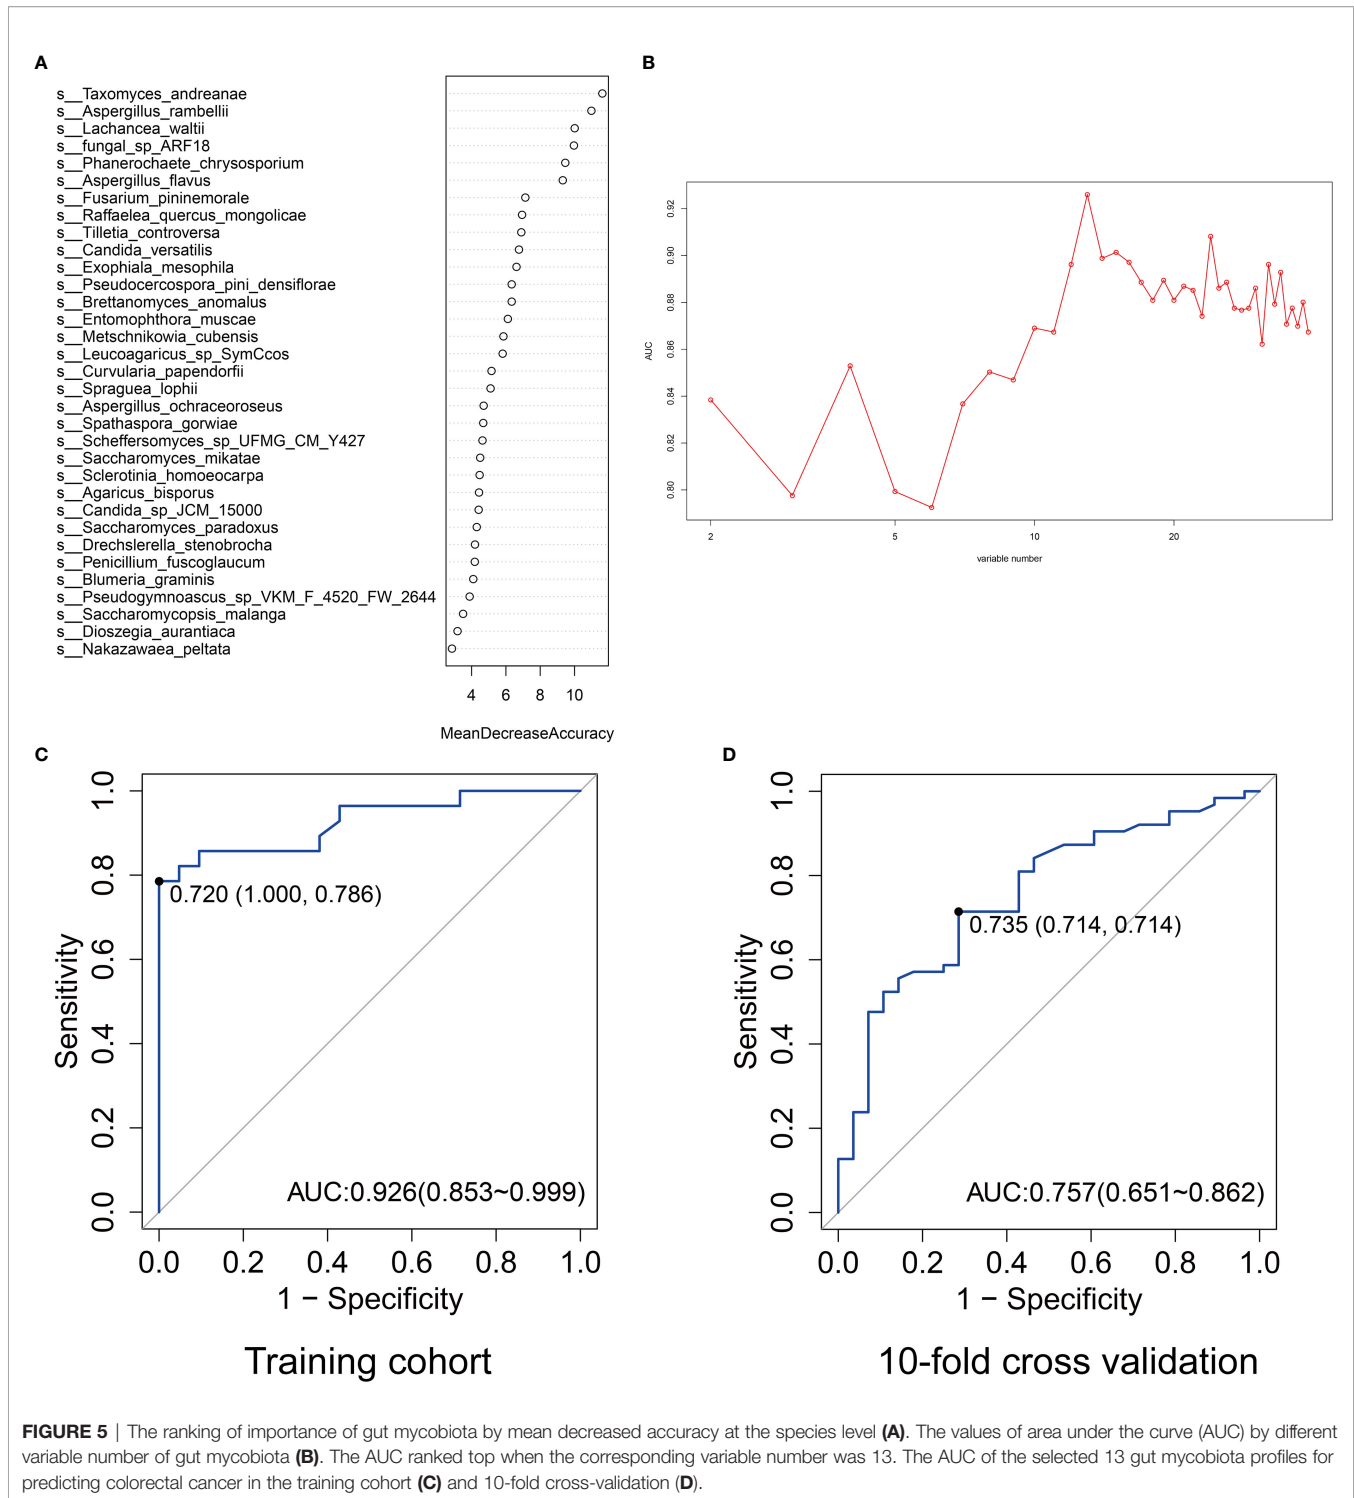 A
s__Taxomyces_andreanae
s__Aspergillus_rambellii
s__Lachancea_waltii
s__fungal_sp_ARF18
s__Phanerochaete_chrysosporium
s__Aspergillus_flavus
s__Fusarium_pininemorale
s__Raffaelea_quercus_mongolicae
s__Tilletia_controversa
s__Candida_versatilis
s__Exophiala_mesophila
s__Pseudocercospora_pini_densiflorae
s__Brettanomyces_anomalus
s__Entomophthora_muscae
s__Metschnikowia_cubensis
s__Leucoagaricus_sp_SymCcos
s__Curvularia_papendorfii
s__Spraguea_lophii
s__Aspergillus_ochraceoroseus
s__Spathaspora_gorwiae
s__Scheffersomyces_sp_UFMG_CM_Y427
s__Saccharomyces_mikatae
s__Sclerotinia_homoeocarpa
s__Agaricus_bisporus
s__Candida_sp_JCM_15000
s__Saccharomyces_paradoxus
s__Drechslerella_stenobrocha
s__Penicillium_fuscoglaucum
s__Blumeria_graminis
s__Pseudogymnoascus_sp_VKM_F_4520_FW_2644
s__Saccharomycopsis_malanga
s__Dioszegia_aurantiaca
s__Nakazawaea_peltata
4 6 8 10
MeanDecreaseAccuracy
B
0.92
0.90
0.88
0.86
0.84
0.82
0.80
AUC
2 5 10 20
variable number
C
1.0
0.8
0.6
0.4
0.2
0.0
Sensitivity
0.720 (1.000, 0.786)
AUC:0.926(0.853~0.999)
0.0 0.2 0.4 0.6 0.8 1.0
1 − Specificity
Training cohort
D
1.0
0.8
0.6
0.4
0.2
0.0
Sensitivity
0.735 (0.714, 0.714)
AUC:0.757(0.651~0.862)
0.0 0.2 0.4 0.6 0.8 1.0
1 − Specificity
10-fold cross validation
FIGURE 5 | The ranking of importance of gut mycobiota by mean decreased accuracy at the species level (A). The values of area under the curve (AUC) by different
variable number of gut mycobiota (B). The AUC ranked top when the corresponding variable number was 13. The AUC of the selected 13 gut mycobiota profiles for
predicting colorectal cancer in the training cohort (C) and 10-fold cross-validation (D).